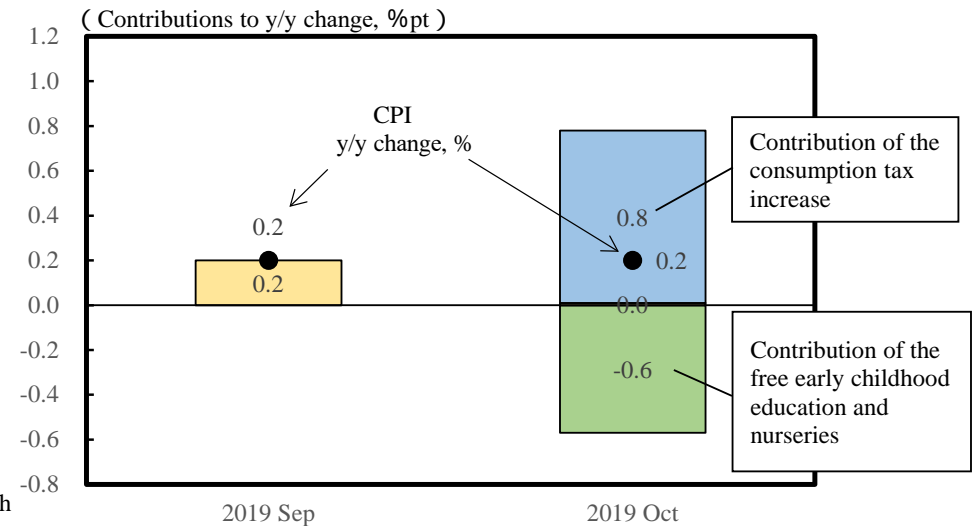 ( Contributions to y/y change, %pt )
1.2
1.0
0.8
0.6
0.4
0.2
0.0
-0.2
-0.4
-0.6
-0.8
CPI
y/y change, %
0.2
0.2
0.8
0.2
0.0
-0.6
Contribution of the
consumption tax
increase
Contribution of the
free early childhood
education and
nurseries
h
2019 Sep
2019 Oct